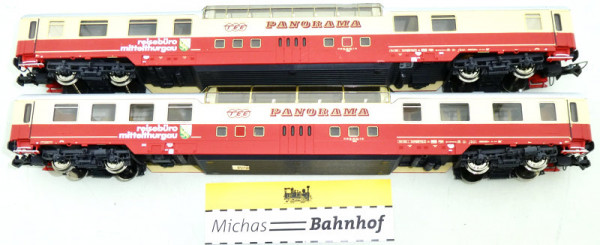 TEE PANORAMA
reisebüro
mittelthurgau
TEE PANORAMA
reisebüro
mittelthurgau
Michas Bahnhof